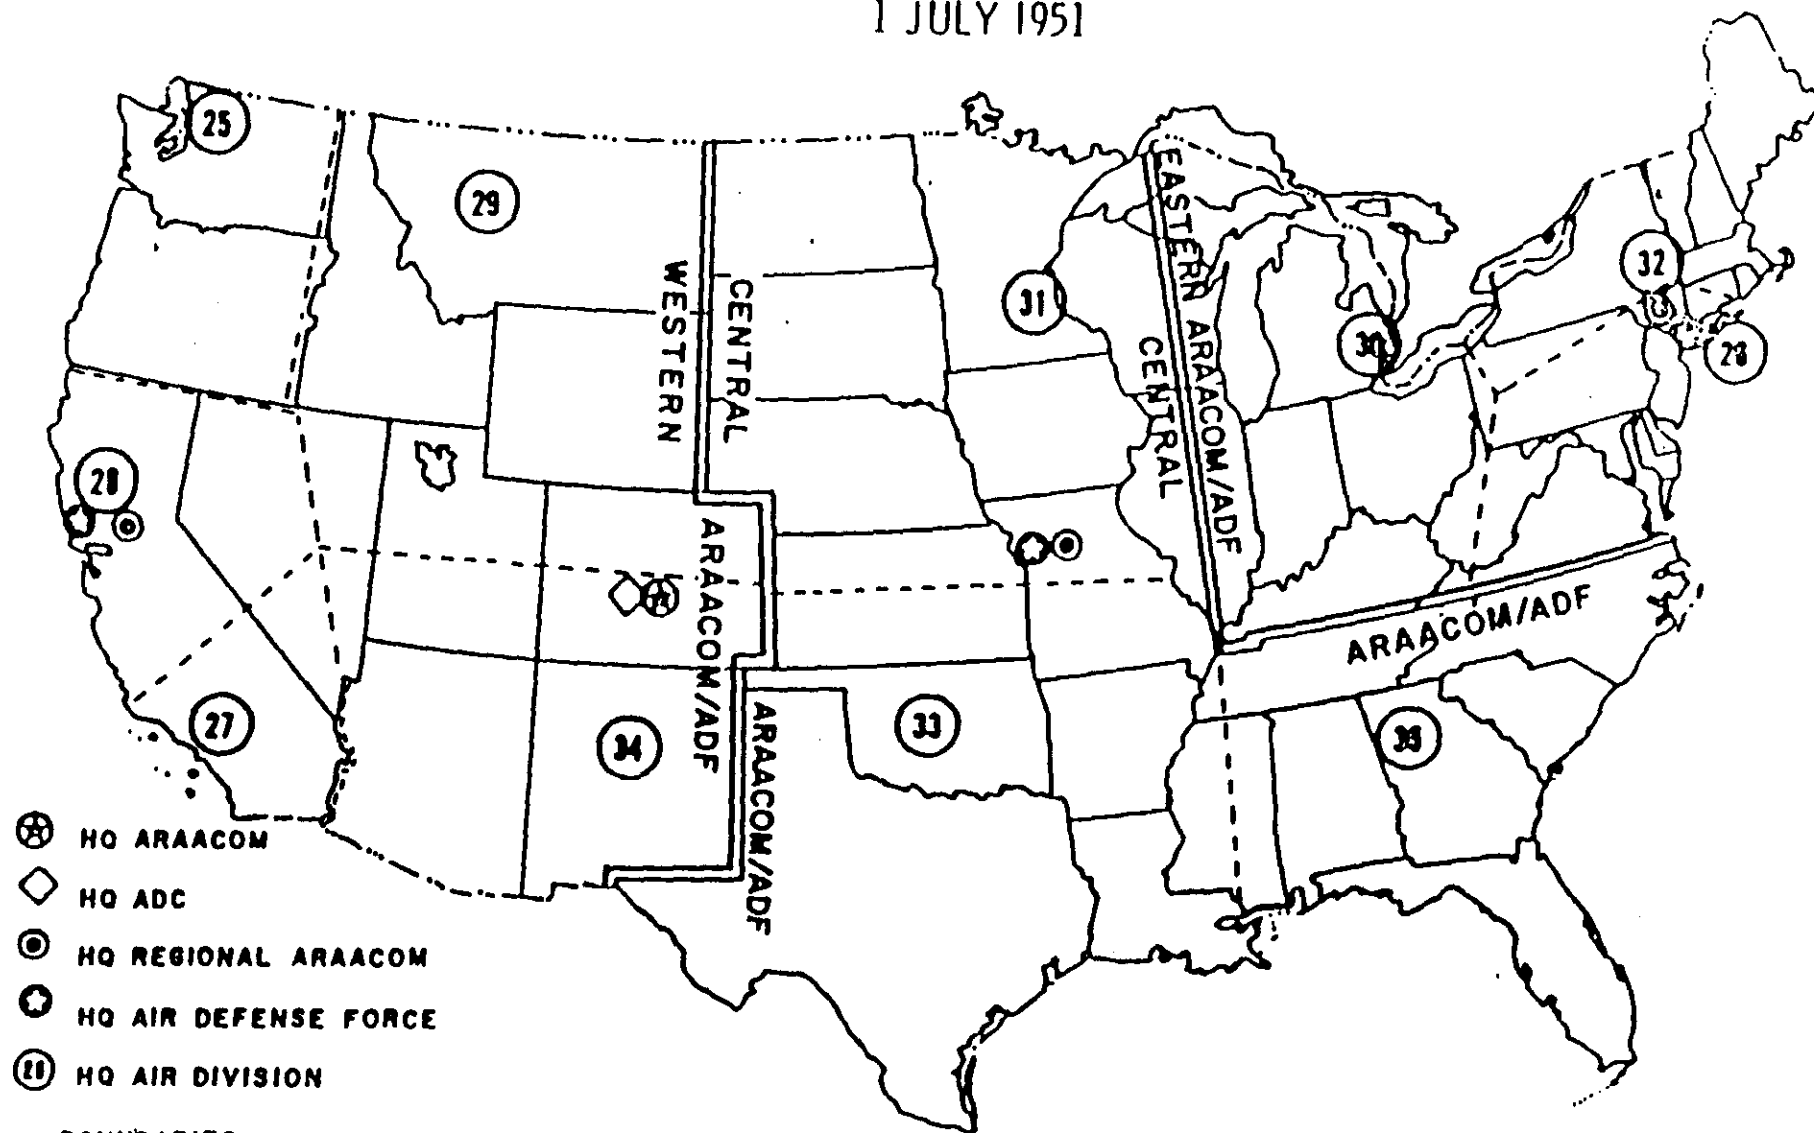 1 JULY 1951
25
29
31
32
30
28
27
34
33
35
WESTERN
CENTRAL
ARAACOM/ADF
ARAACOM/ADF
EASTERN ARAACOM/ADF
CENTRAL
ARAACOM/ADF
HQ ARAACOM
HQ ADC
HQ REGIONAL ARAACOM
HQ AIR DEFENSE FORCE
HQ AIR DIVISION